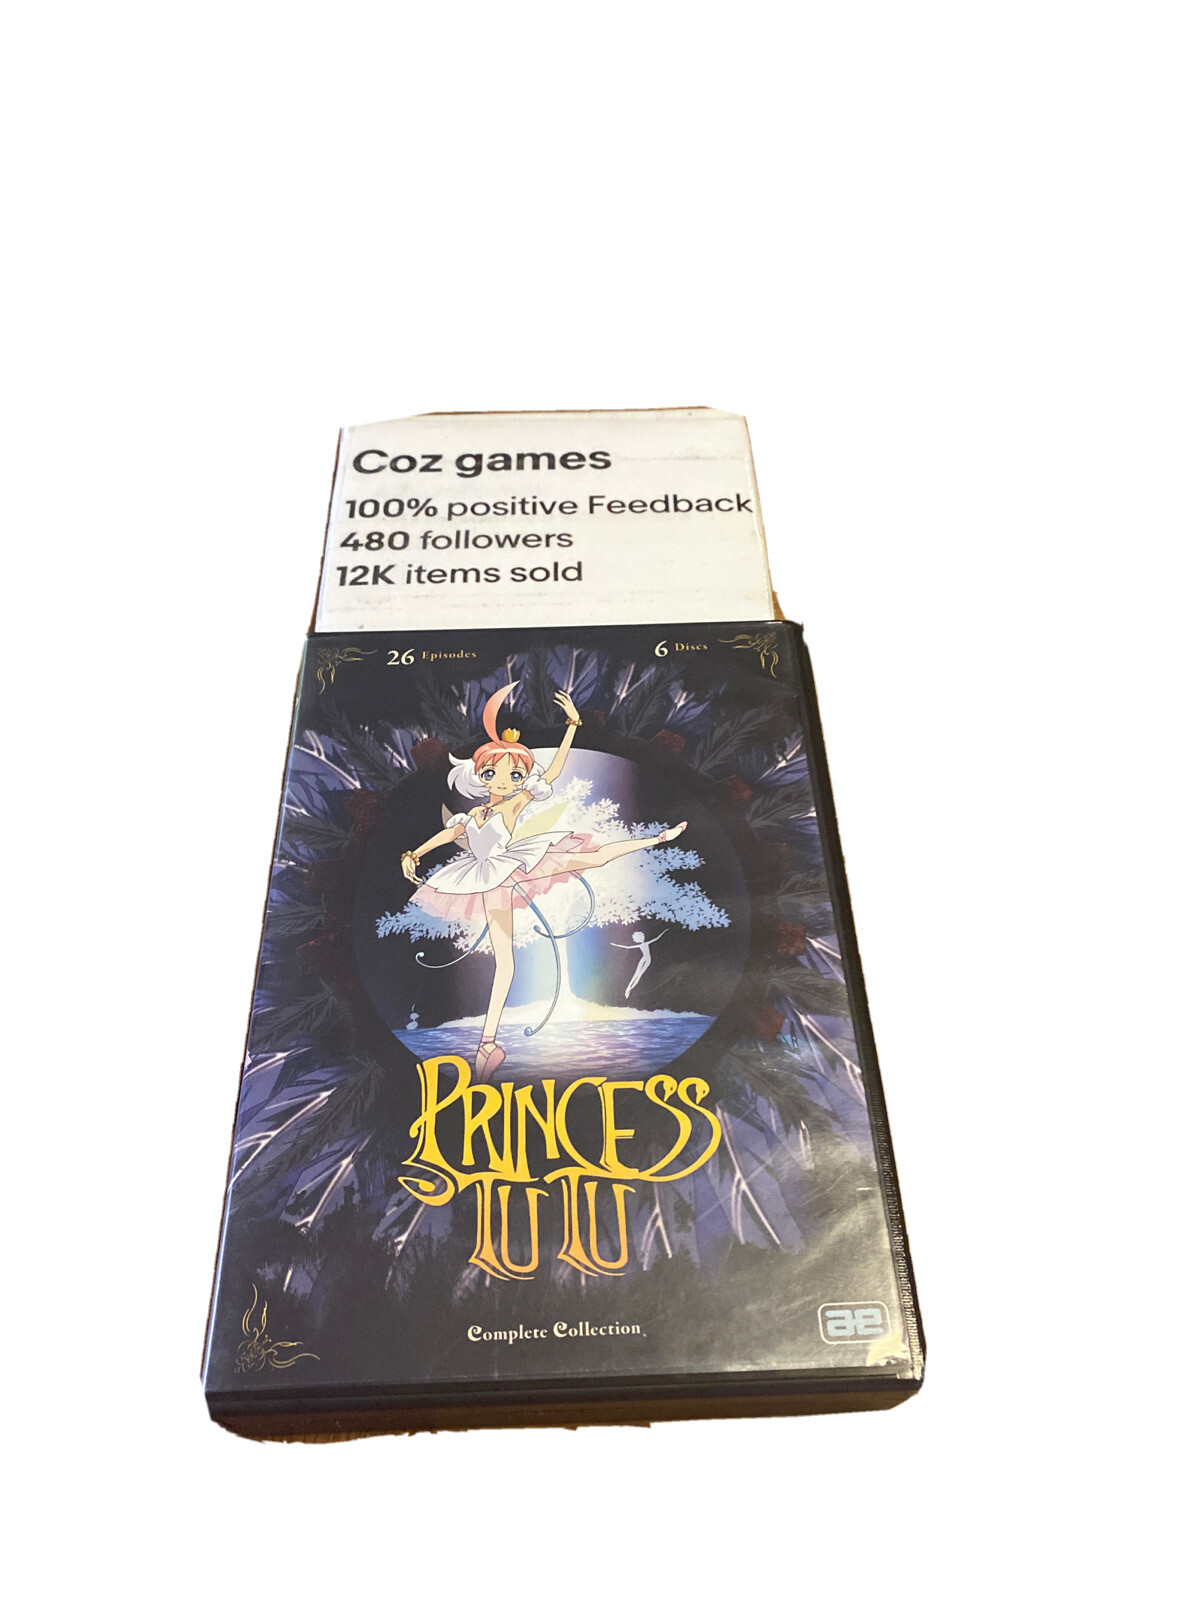 Coz games
100% positive Feedback
480 followers
12K items sold
26 Episodes
6 Discs
PRINCESS
TUTU
Complete Collection
ae